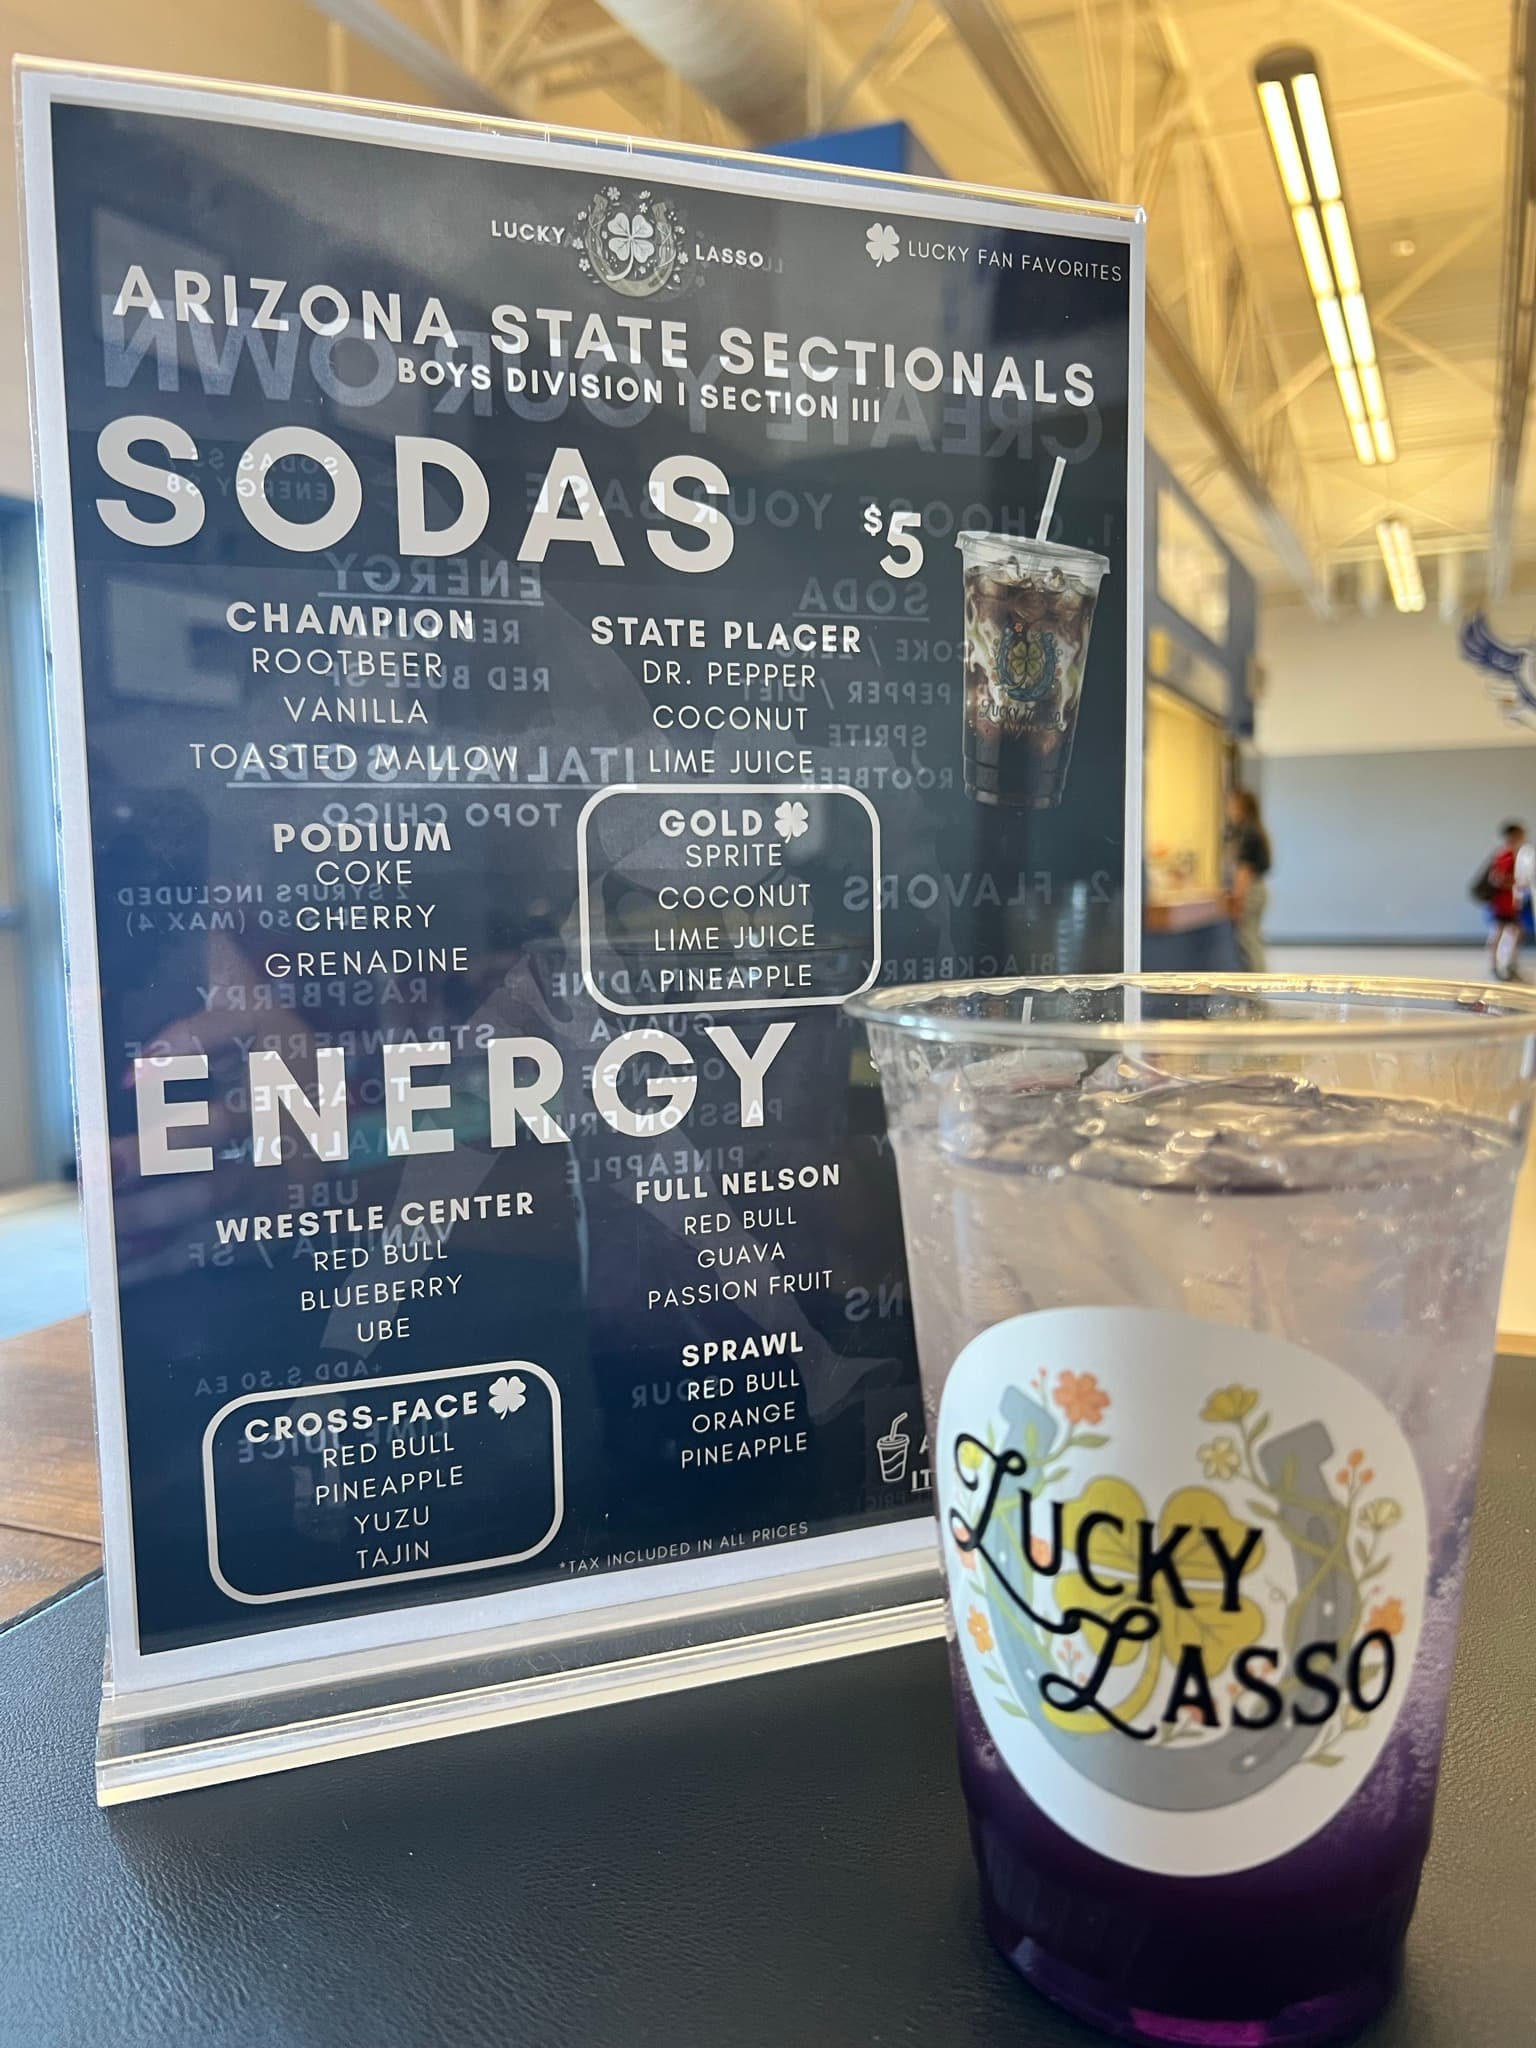 LUCKY LASSO
LUCKY FAN FAVORITES
ARIZONA STATE SECTIONALS
BOYS DIVISION I SECTION III
SODAS
$5
CHAMPION
ROOTBEER
VANILLA
TOASTED MALLOW
STATE PLACER
DR. PEPPER
COCONUT
LIME JUICE
PODIUM
COKE
CHERRY
GRENADINE
GOLD
SPRITE
COCONUT
LIME JUICE
PINEAPPLE
ENERGY
WRESTLE CENTER
RED BULL
BLUEBERRY
UBE
FULL NELSON
RED BULL
GUAVA
PASSION FRUIT
CROSS-FACE
RED BULL
PINEAPPLE
YUZU
TAJIN
SPRAWL
RED BULL
ORANGE
PINEAPPLE
*TAX INCLUDED IN ALL PRICES
LUCKY
LASSO